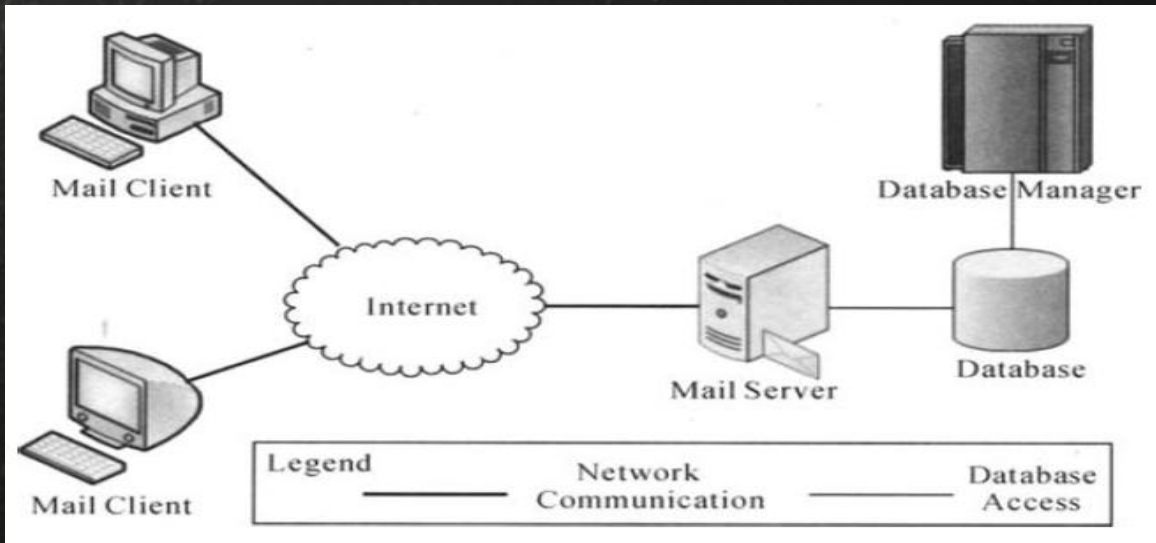 Mail Client
Database Manager
Internet
Mail Server
Database
Mail Client
Legend
Network
Communication
Database
Access